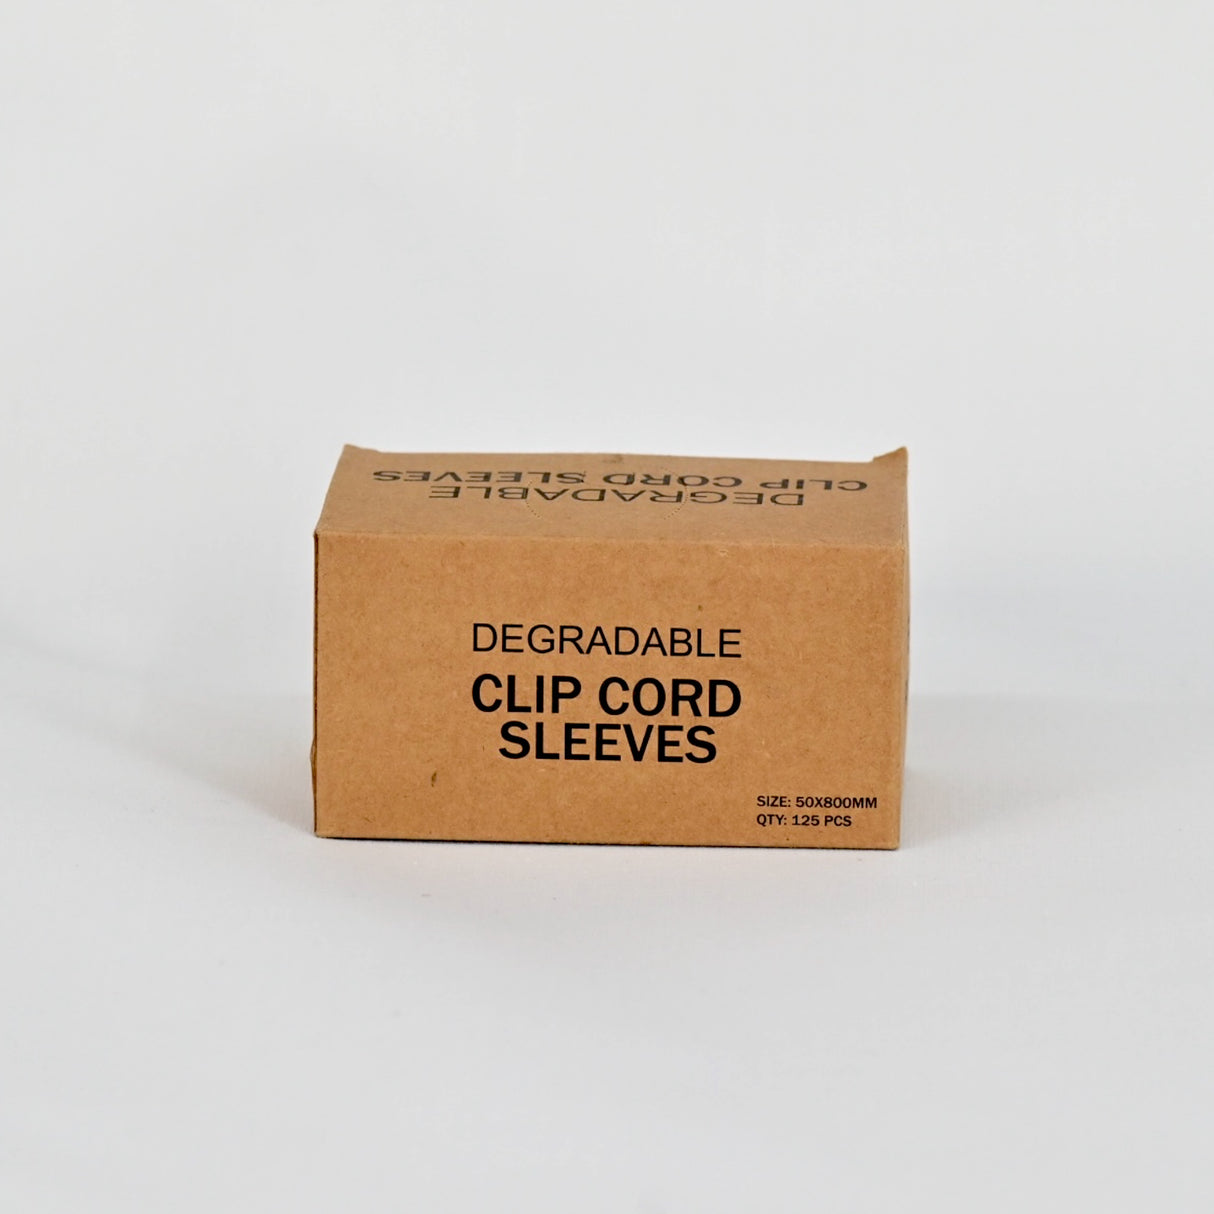 CLIP CORD SLEEVES
DEGRADABLE
DEGRADABLE
CLIP CORD
SLEEVES
SIZE: 50X800MM
QTY: 125 PCS